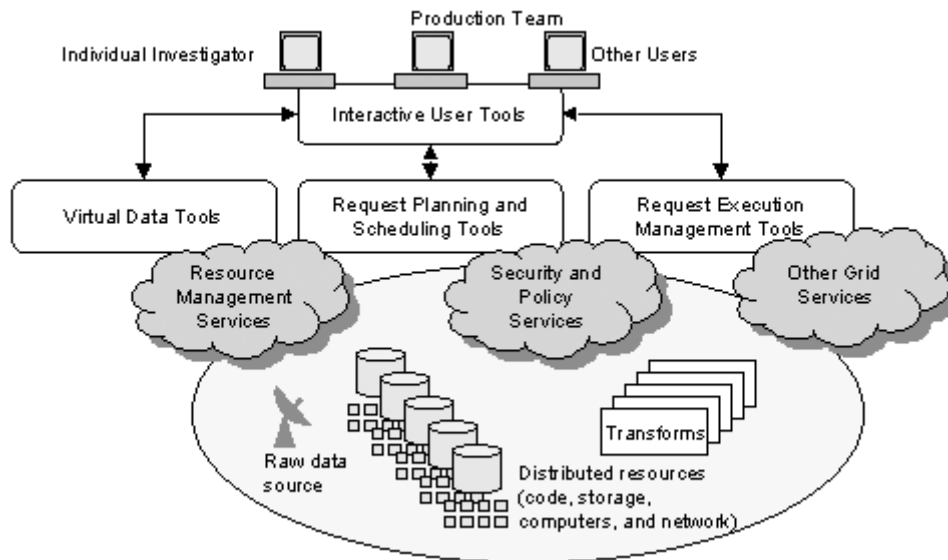 Production Team
Individual Investigator
Other Users
Interactive User Tools
Virtual Data Tools
Request Planning and
Scheduling Tools
Request Execution
Management Tools
Resource
Management
Services
Security and
Policy
Services
Other Grid
Services
Raw data
source
Transforms
Distributed resources
(code, storage,
computers, and network)